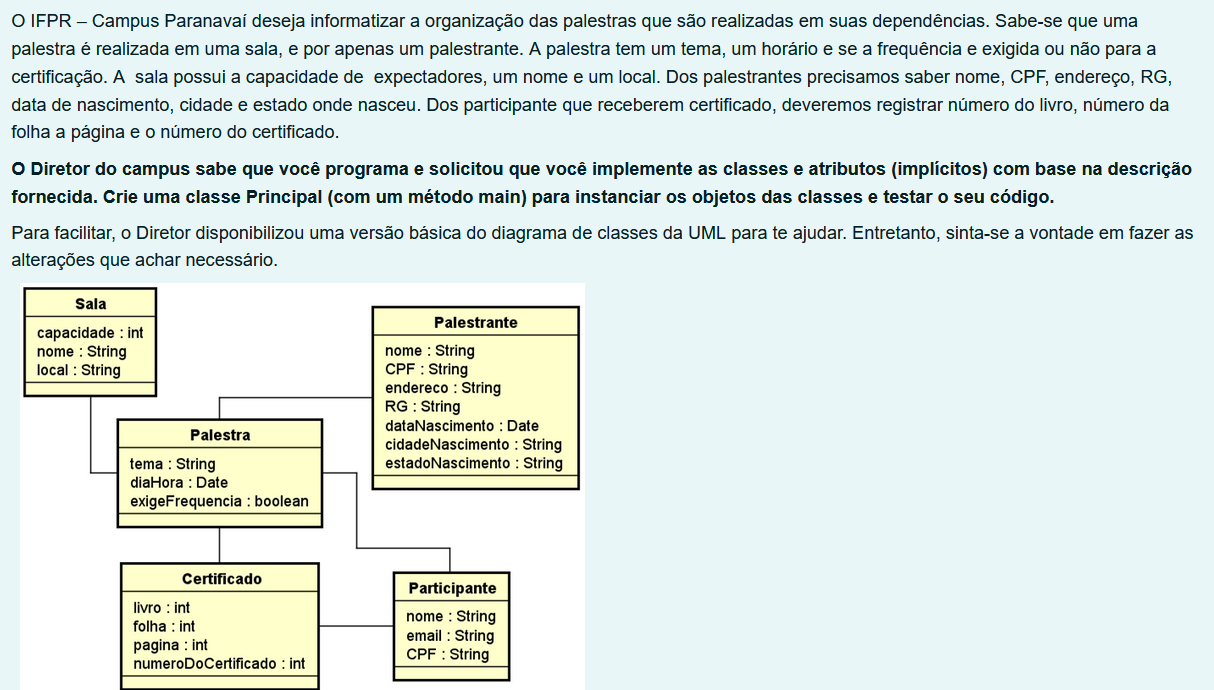 O IFPR – Campus Paranavaí deseja informatizar a organização das palestras que são realizadas em suas dependências. Sabe-se que uma
palestra é realizada em uma sala, e por apenas um palestrante. A palestra tem um tema, um horário e se a frequência e exigida ou não para a
certificação. A  sala possui a capacidade de  expectadores, um nome e um local. Dos palestrantes precisamos saber nome, CPF, endereço, RG,
data de nascimento, cidade e estado onde nasceu. Dos participante que receberem certificado, deveremos registrar número do livro, número da
folha a página e o número do certificado.
O Diretor do campus sabe que você programa e solicitou que você implemente as classes e atributos (implícitos) com base na descrição
fornecida. Crie uma classe Principal (com um método main) para instanciar os objetos das classes e testar o seu código.
Para facilitar, o Diretor disponibilizou uma versão básica do diagrama de classes da UML para te ajudar. Entretanto, sinta-se a vontade em fazer as
alterações que achar necessário.
Sala
capacidade : int
nome : String
local : String
Palestrante
nome : String
CPF : String
endereco : String
RG : String
dataNascimento : Date
cidadeNascimento : String
estadoNascimento : String
Palestra
tema : String
diaHora : Date
exigeFrequencia : boolean
Certificado
livro : int
folha : int
pagina : int
numeroDoCertificado : int
Participante
nome : String
email : String
CPF : String